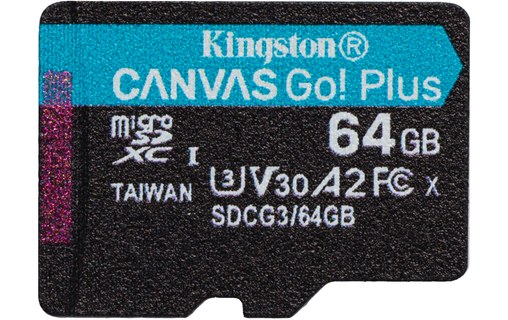 Kingston®
CANVAS Go! Plus
micro SD XC I
64GB
TAIWAN
U3 V30 A2 FC X
SDCG3/64GB